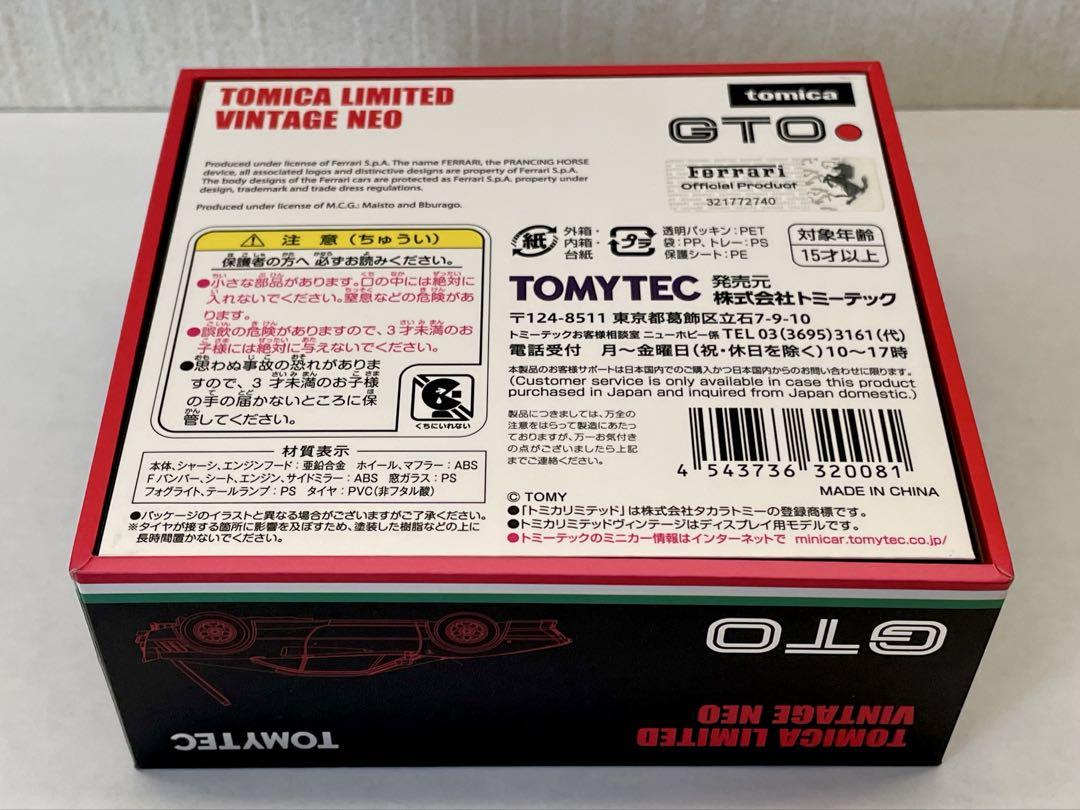 TOMICA LIMITED
VINTAGE NEO
tomica
GTO
Produced under license of Ferrari S.p.A. The name FERRARI, the PRANCING HORSE
device, all associated logos and distinctive designs are property of Ferrari S.p.A.
The body designs of the Ferrari cars are protected as Ferrari S.p.A. property under
design, trademark and trade dress regulations.
Produced under license of M.C.G.: Maisto and Bburago.
Ferrari
Official Product
321772740
注 意(ちゅうい)
保護者の方へ 必ずお読みください。
●小さな部品があります。口の中には絶対に
入れないでください。窒息などの危険があ
ります。
●誤飲の危険がありますので、3才未満のお
子様には絶対に与えないでください。
●思わぬ事故の恐れがありま
すので、3才未満のお子様
の手の届かないところに保
管してください。
くちにいれない
紙
外箱・
内箱・
台紙
プラ
透明パッキン:PET
袋:PP、トレー:PS
保護シート:PE
対象年齢
15才以上
TOMYTEC 発売元
株式会社トミーテック
〒124-8511 東京都葛飾区立石7-9-10
トミーテックお客様相談室 ニューホビー係 TEL 03(3695)3161(代)
電話受付 月~金曜日(祝・休日を除く)10~17時
本製品のお客様サポートは日本国内でのご購入かつ日本国内からのお問い合わせに限ります。
(Customer service is only available in case this product
purchased in Japan and inquired from Japan domestic.)
製品につきましては、万全の
注意をはらって製造にあたっ
ておりますが、万一お気付き
の点がございましたら上記
までご連絡ください。
4 543736 320081
MADE IN CHINA
材質表示
本体、シャーシ、エンジンフード:亜鉛合金 ホイール、マフラー:ABS
Fバンパー、シート、エンジン、サイドミラー:ABS 窓ガラス:PS
フォグライト、テールランプ:PS タイヤ:PVC(非フタル酸)
●パッケージのイラストと異なる場合がございますがご了承ください。
※タイヤが接する箇所に影響を及ぼすため、塗装した樹脂などの上に
長時間置かないでください。
© TOMY
●「トミカリミテッド」は株式会社タカラトミーの登録商標です。
●トミカリミテッドヴィンテージはディスプレイ用モデルです。
●トミーテックのミニカー情報はインターネットで minicar.tomytec.co.jp/
GTO
TOMICA LIMITED
VINTAGE NEO
TOMYTEC